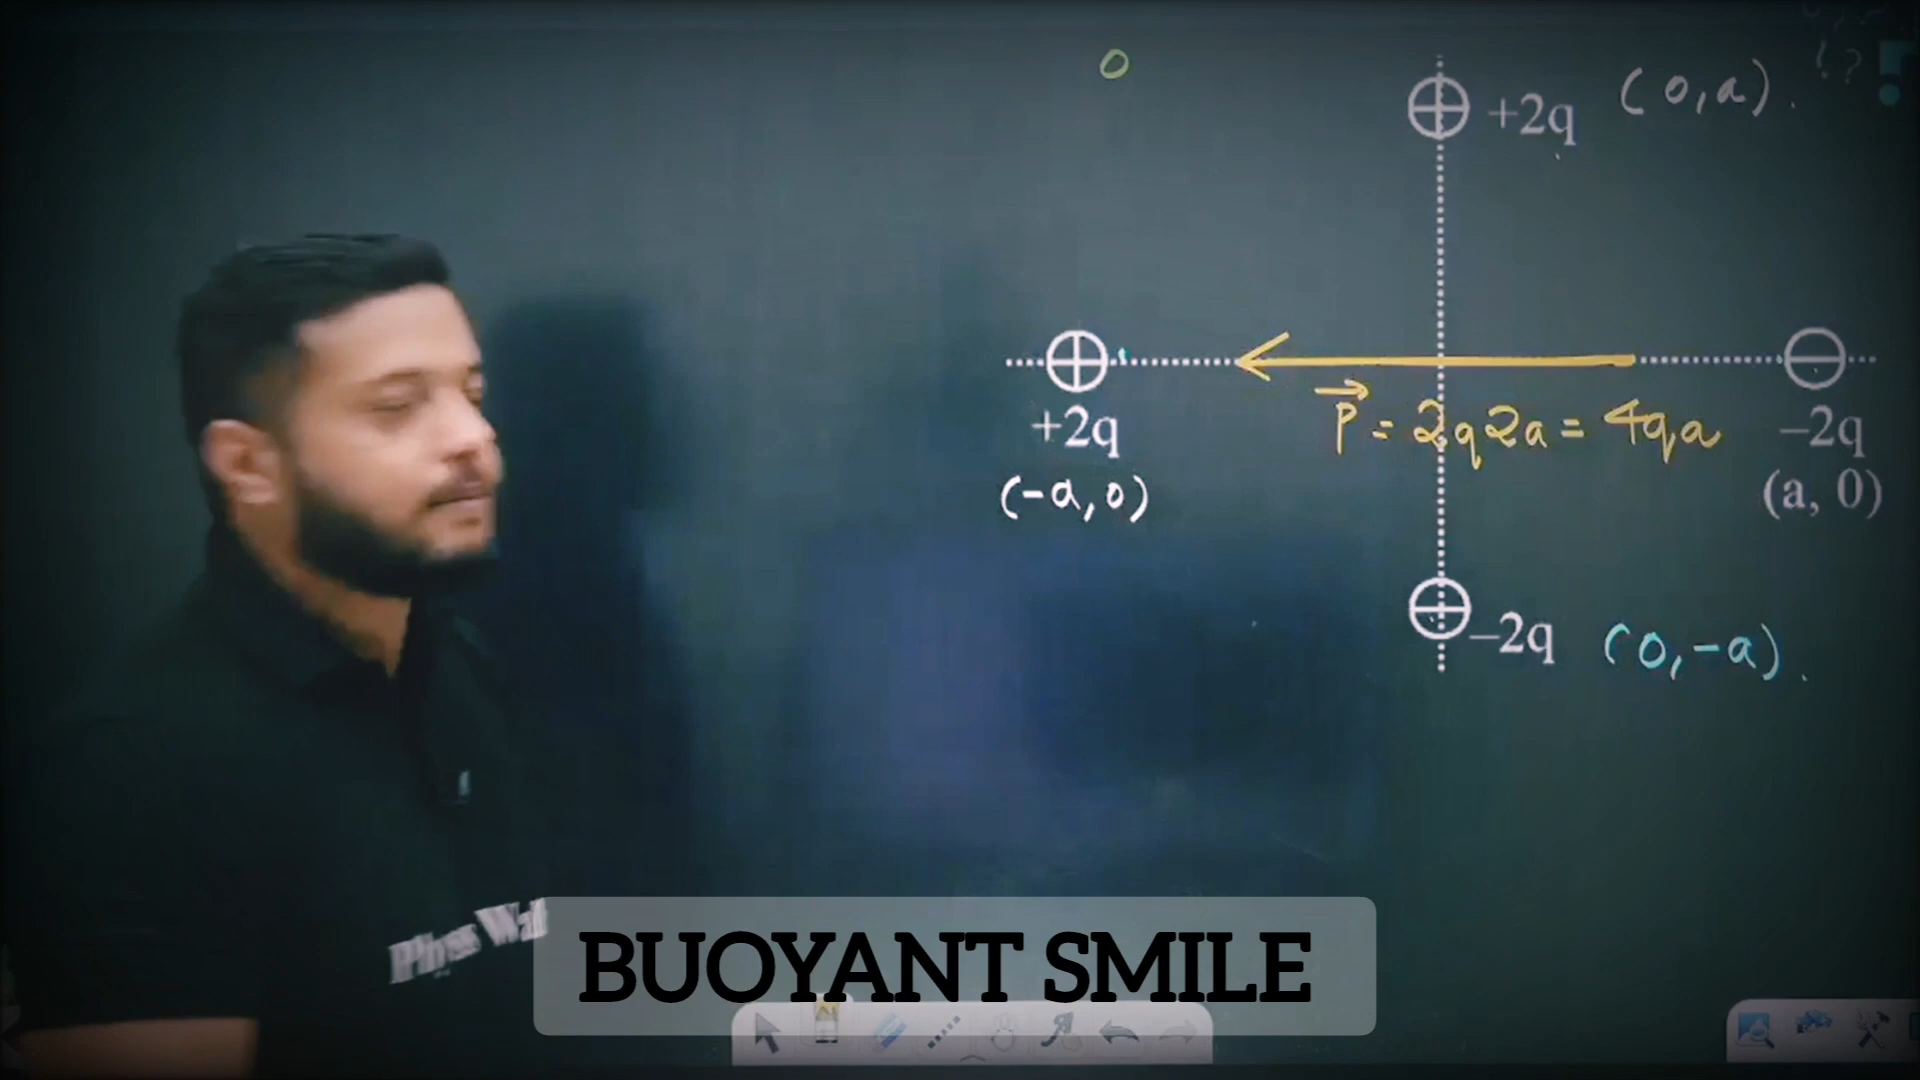 0
+2q (0,a).
!?
P = 2q2a = 4qa
+2q
−2q
(-a,0)
(a, 0)
−2q (0,-a).
BUOYANT SMILE